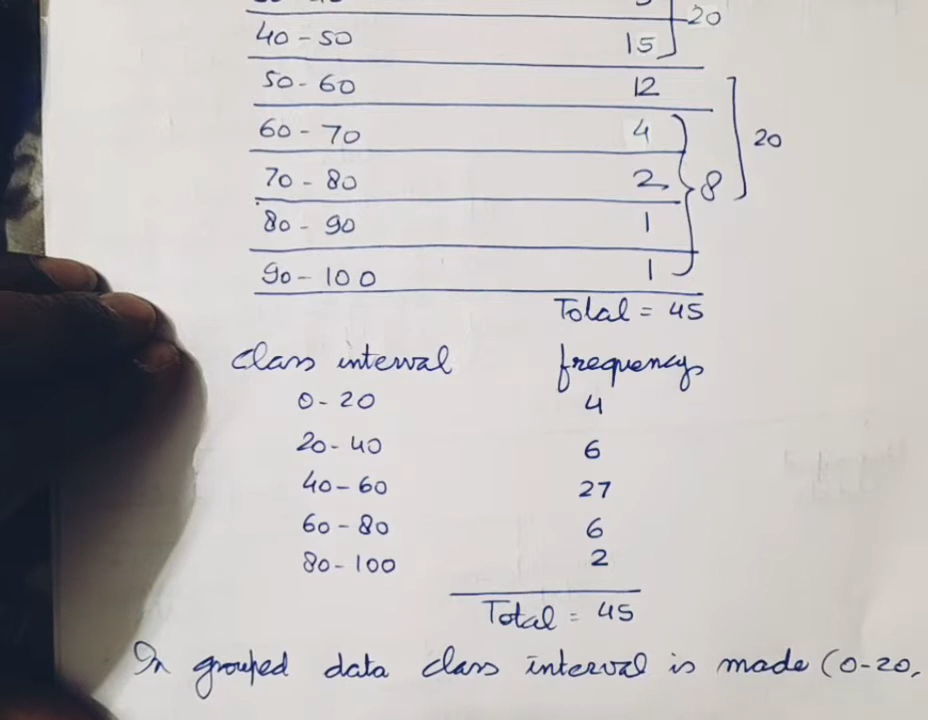 20
40-50 15
50-60 12
60-70 4
20
70-80 2 8
80-90 1
90-100 1
Total = 45
class interval frequency
0-20 4
20-40 6
40-60 27
60-80 6
80-100 2
Total = 45
In grouped data class interval is made (0-20,